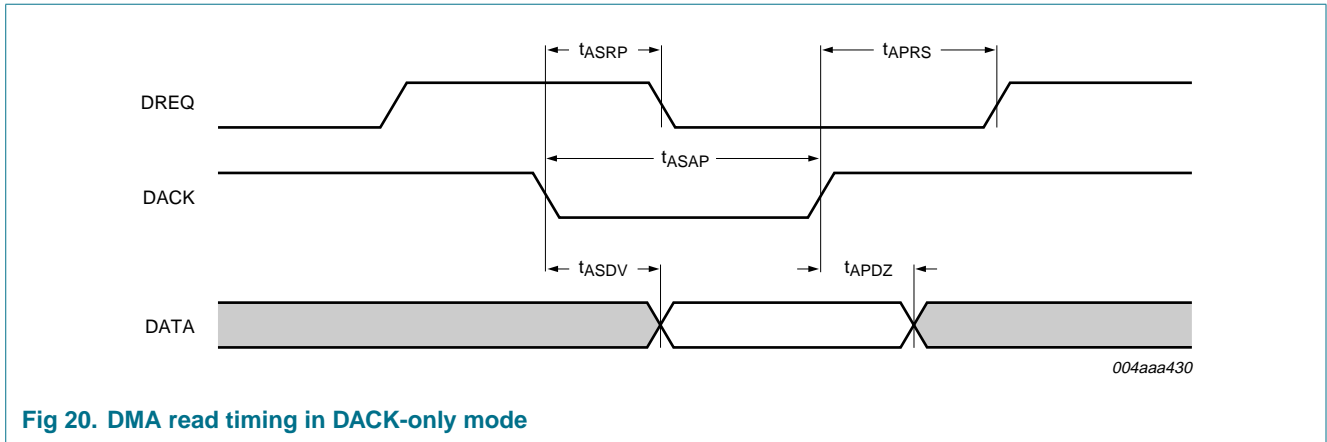 tASRP
tAPRS
DREQ
tASAP
DACK
tASDV
tAPDZ
DATA
004aaa430
Fig 20. DMA read timing in DACK-only mode